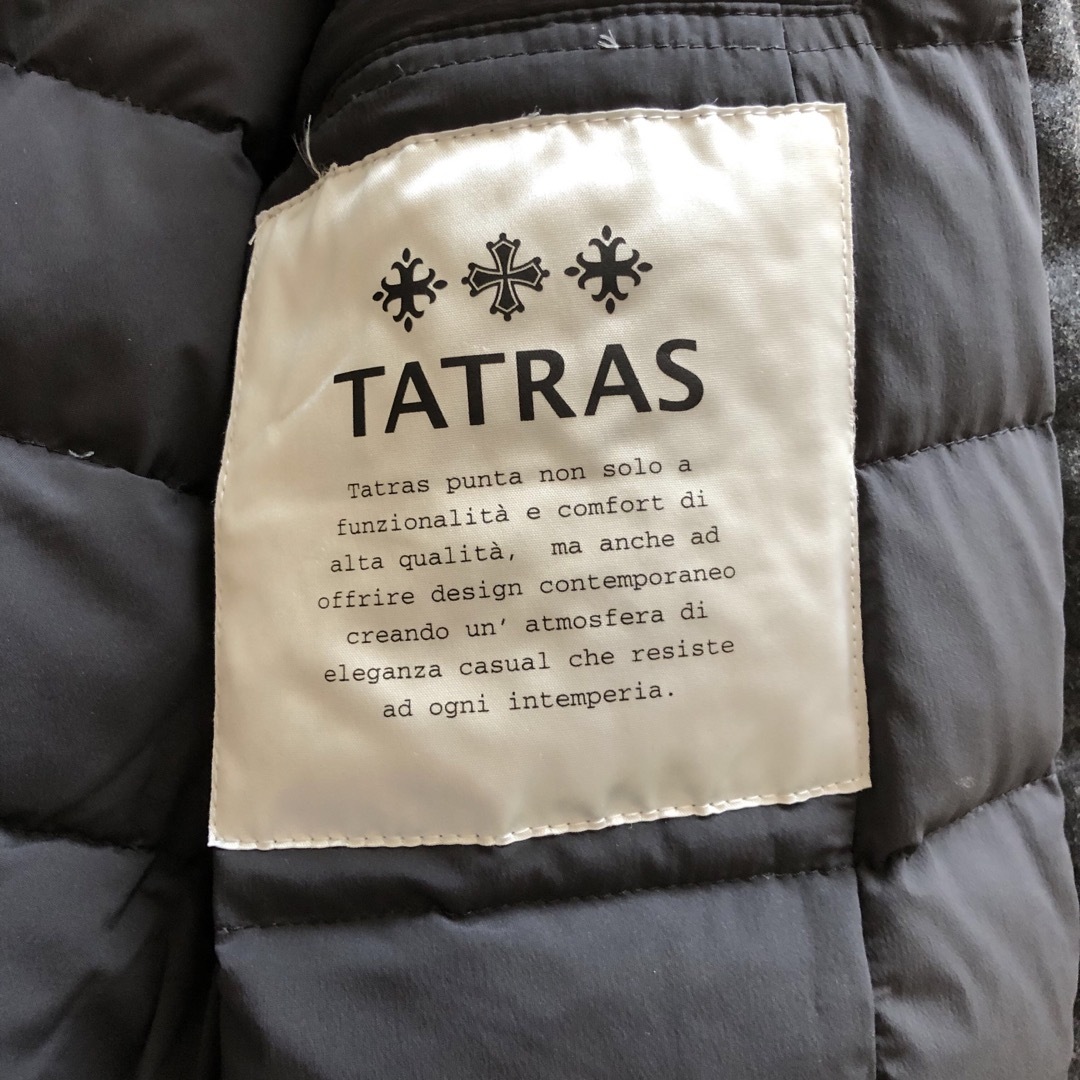 TATRAS
Tatras punta non solo a
funzionalità e comfort di
alta qualità, ma anche ad
offrire design contemporaneo
creando un' atmosfera di
eleganza casual che resiste
ad ogni intemperia.